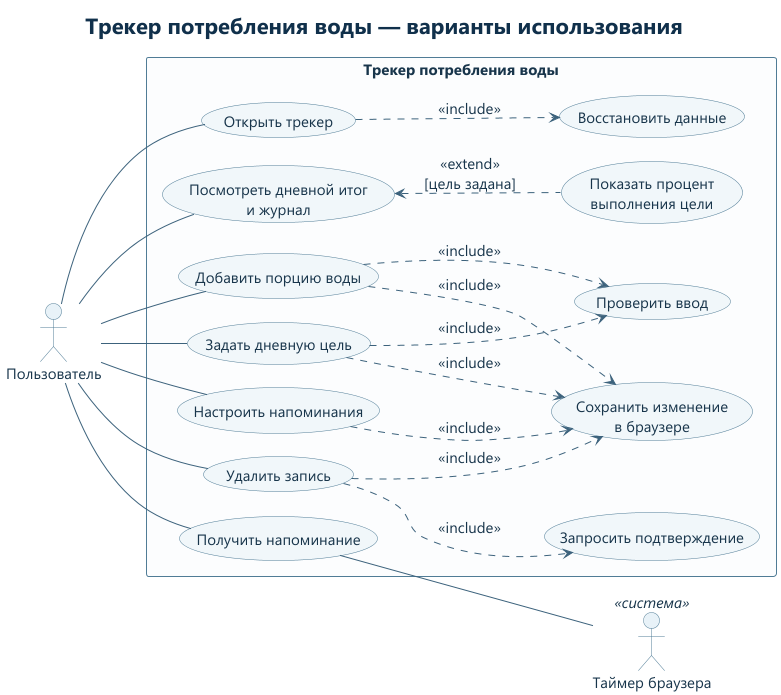 Трекер потребления воды — варианты использования
Трекер потребления воды
Открыть трекер
«include»
Восстановить данные
Посмотреть дневной итог
и журнал
«extend»
[цель задана]
Показать процент
выполнения цели
Добавить порцию воды
«include»
«include»
Проверить ввод
Пользователь
Задать дневную цель
«include»
«include»
Настроить напоминания
«include»
Сохранить изменение
в браузере
Удалить запись
«include»
«include»
Получить напоминание
Запросить подтверждение
«система»
Таймер браузера